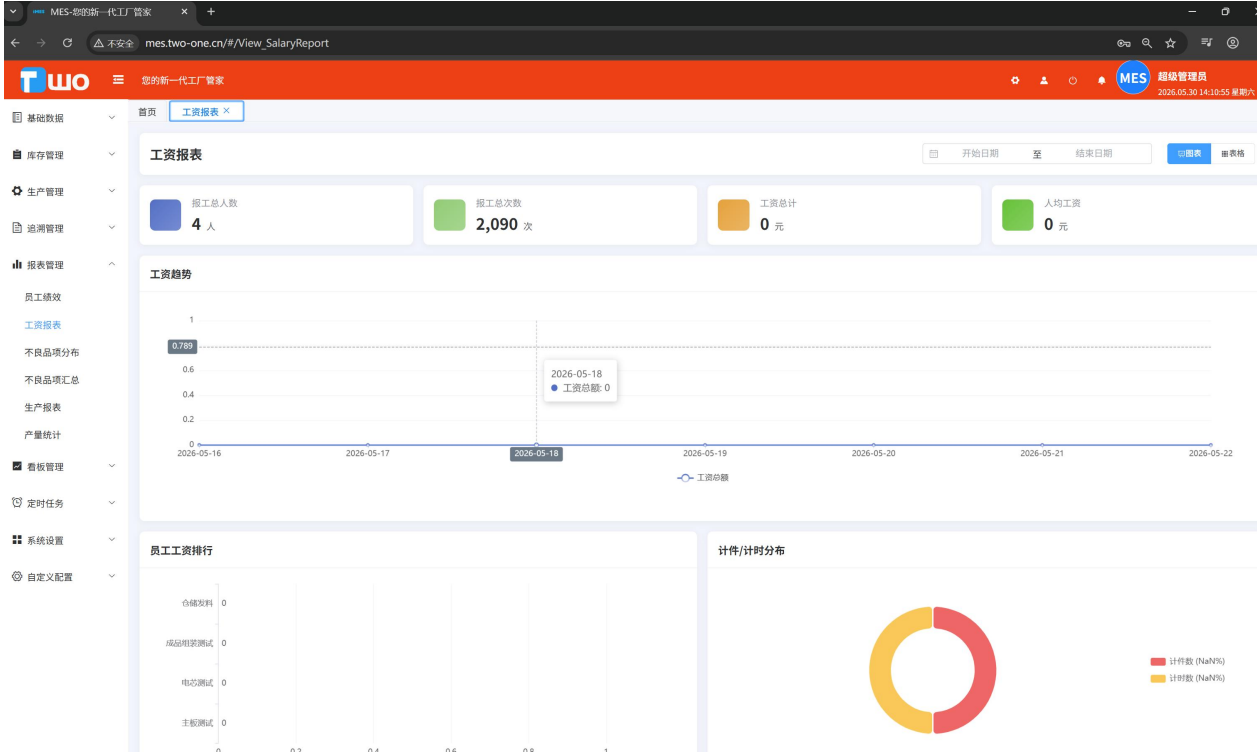 MES-您的新一代工厂管家
不安全 mes.two-one.cn/#/View_SalaryReport
TWO 您的新一代工厂管家 MES 超级管理员
2026.05.30 14:10:55 星期六
首页 工资报表
基础数据
库存管理
生产管理
追溯管理
报表管理
员工绩效
工资报表
不良品项分布
不良品项汇总
生产报表
产量统计
看板管理
定时任务
系统设置
自定义配置
工资报表 开始日期 至 结束日期 图表 表格
报工总人数
4 人
报工总次数
2,090 次
工资总计
0 元
人均工资
0 元
工资趋势
1
0.789
0.6
0.4
0.2
0
2026-05-18
工资总额: 0
2026-05-16 2026-05-17 2026-05-18 2026-05-19 2026-05-20 2026-05-21 2026-05-22
工资总额
员工工资排行
仓储发料 0
成品组装测试 0
电芯测试 0
主板测试 0
0 0.2 0.4 0.6 0.8 1
计件/计时分布
计件数 (NaN%)
计时数 (NaN%)